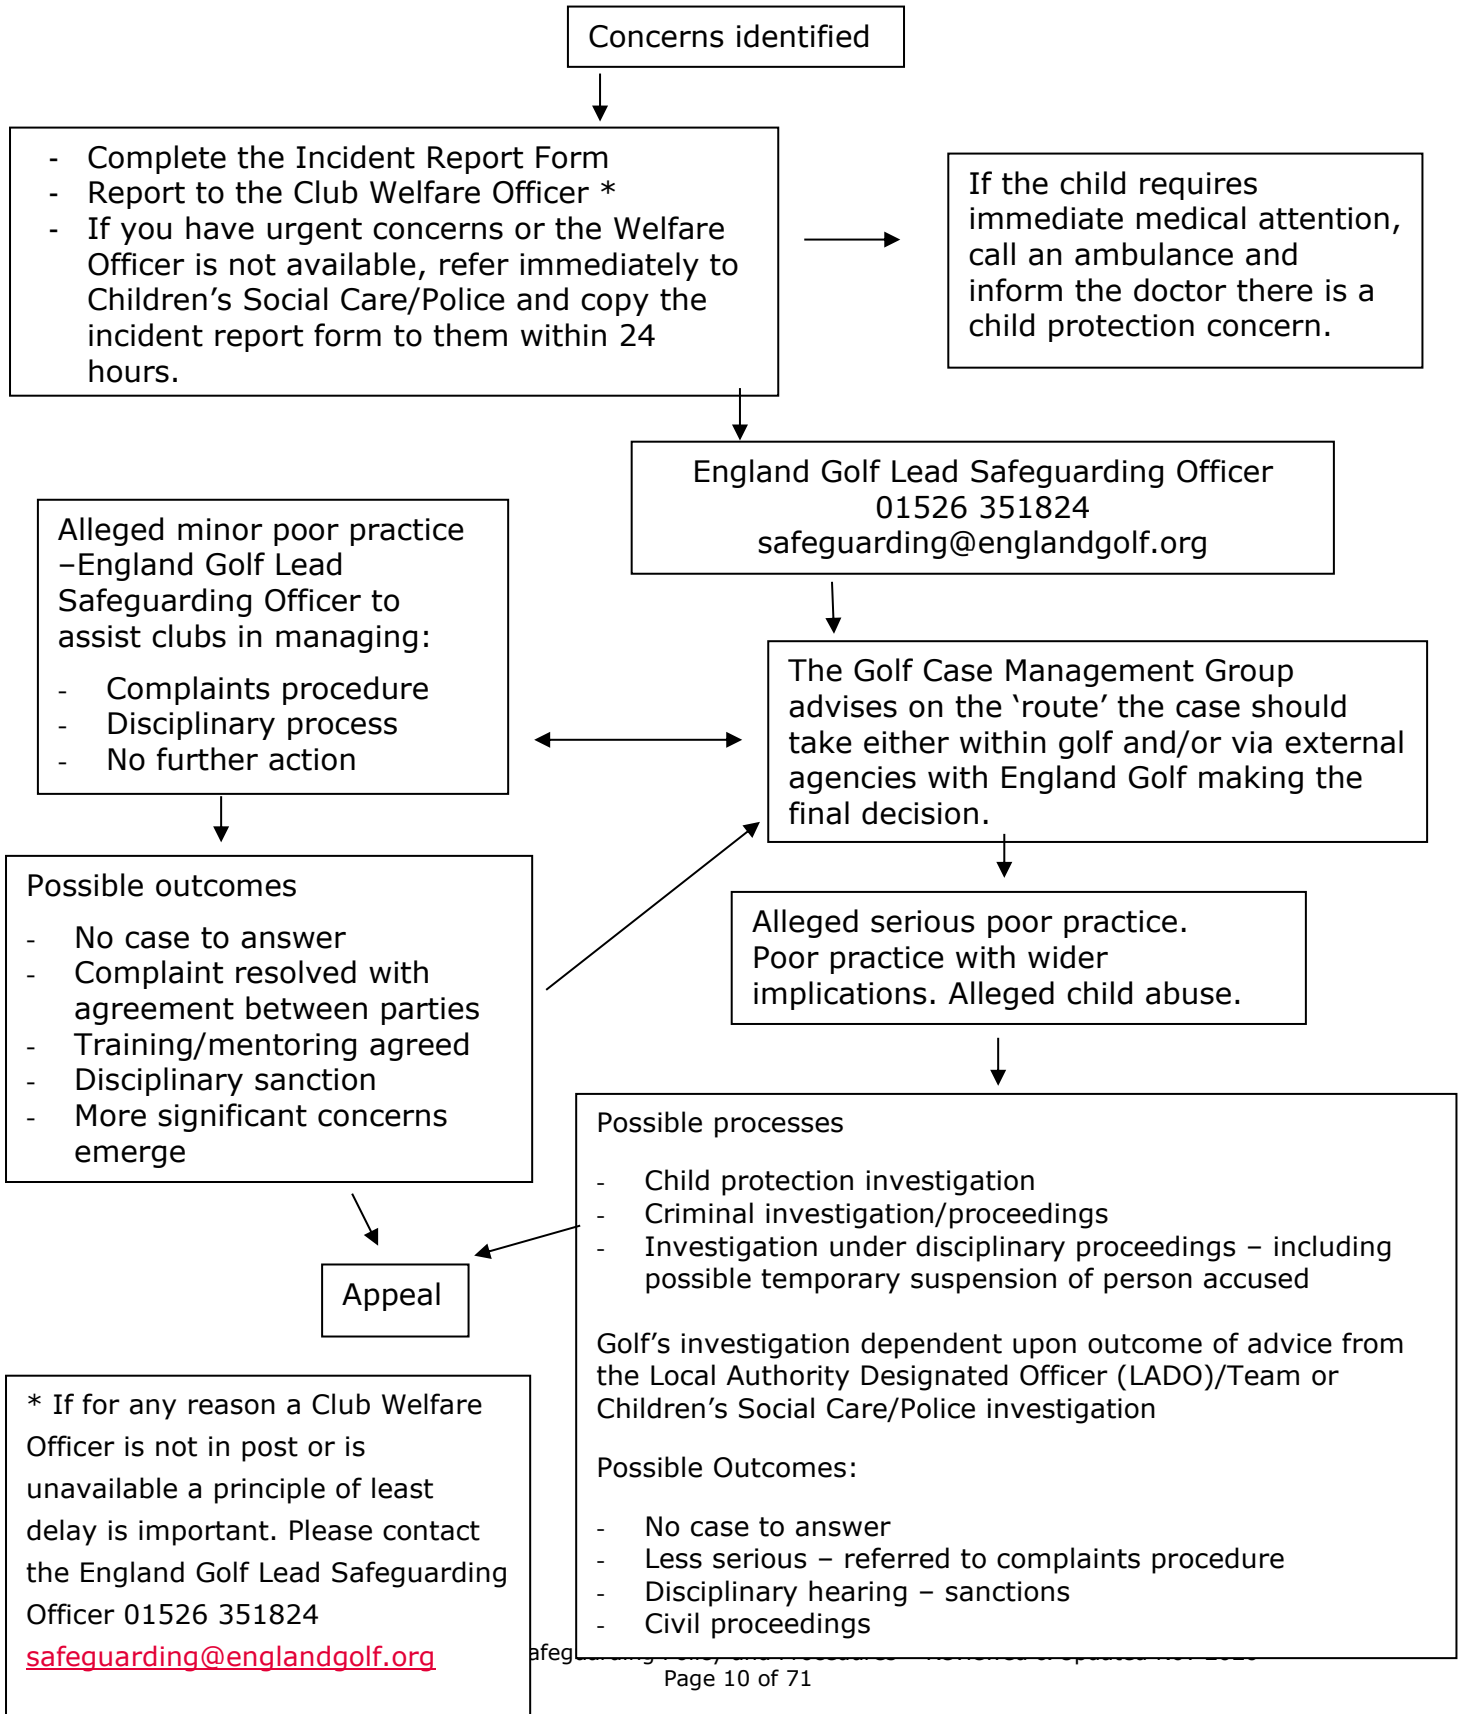 Concerns identified
- Complete the Incident Report Form
- Report to the Club Welfare Officer *
- If you have urgent concerns or the Welfare
Officer is not available, refer immediately to
Children’s Social Care/Police and copy the
incident report form to them within 24
hours.
If the child requires
immediate medical attention,
call an ambulance and
inform the doctor there is a
child protection concern.
England Golf Lead Safeguarding Officer
01526 351824
safeguarding@englandgolf.org
Alleged minor poor practice
–England Golf Lead
Safeguarding Officer to
assist clubs in managing:
- Complaints procedure
- Disciplinary process
- No further action
The Golf Case Management Group
advises on the ‘route’ the case should
take either within golf and/or via external
agencies with England Golf making the
final decision.
Possible outcomes
- No case to answer
- Complaint resolved with
agreement between parties
- Training/mentoring agreed
- Disciplinary sanction
- More significant concerns
emerge
Alleged serious poor practice.
Poor practice with wider
implications. Alleged child abuse.
Possible processes
- Child protection investigation
- Criminal investigation/proceedings
- Investigation under disciplinary proceedings – including
possible temporary suspension of person accused
Golf’s investigation dependent upon outcome of advice from
the Local Authority Designated Officer (LADO)/Team or
Children’s Social Care/Police investigation
Possible Outcomes:
- No case to answer
- Less serious – referred to complaints procedure
- Disciplinary hearing – sanctions
- Civil proceedings
Appeal
* If for any reason a Club Welfare
Officer is not in post or is
unavailable a principle of least
delay is important. Please contact
the England Golf Lead Safeguarding
Officer 01526 351824
safeguarding@englandgolf.org
Page 10 of 71